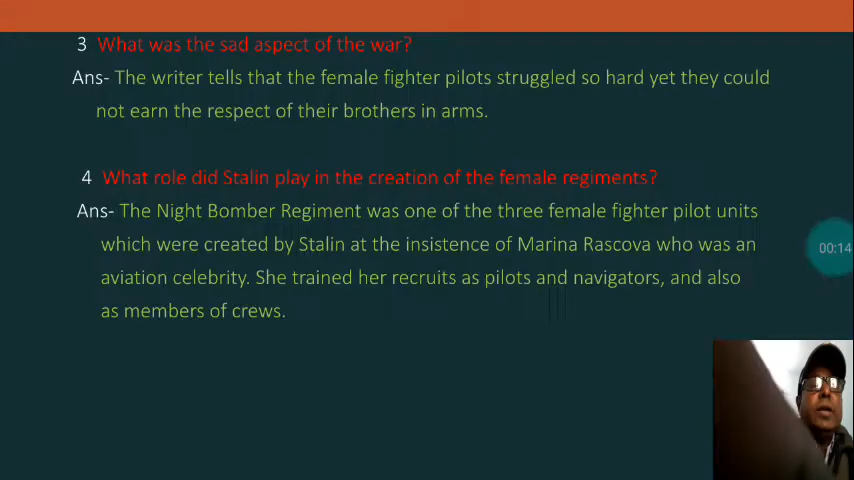 3 What was the sad aspect of the war?
Ans- The writer tells that the female fighter pilots struggled so hard yet they could
not earn the respect of their brothers in arms.
4 What role did Stalin play in the creation of the female regiments?
Ans- The Night Bomber Regiment was one of the three female fighter pilot units
which were created by Stalin at the insistence of Marina Rascova who was an
aviation celebrity. She trained her recruits as pilots and navigators, and also
as members of crews.
00:14